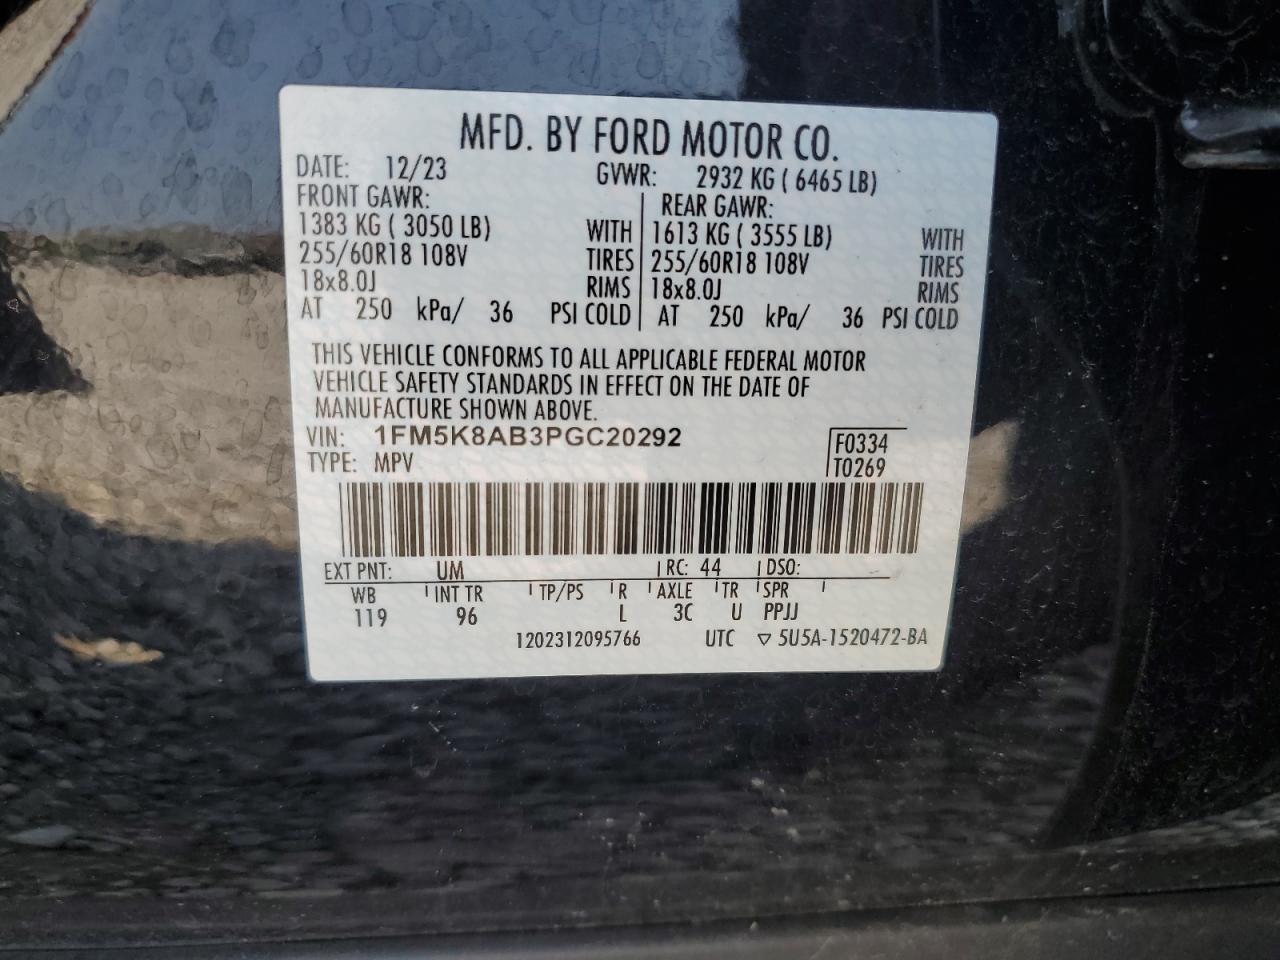 MFD. BY FORD MOTOR CO.
DATE: 12/23 GVWR: 2932 KG ( 6465 LB)
FRONT GAWR: REAR GAWR:
1383 KG ( 3050 LB) WITH 1613 KG ( 3555 LB) WITH
255/60R18 108V TIRES 255/60R18 108V TIRES
18x8.0J RIMS 18x8.0J RIMS
AT 250 kPa/ 36 PSI COLD AT 250 kPa/ 36 PSI COLD
THIS VEHICLE CONFORMS TO ALL APPLICABLE FEDERAL MOTOR
VEHICLE SAFETY STANDARDS IN EFFECT ON THE DATE OF
MANUFACTURE SHOWN ABOVE.
VIN: 1FM5K8AB3PGC20292 F0334
TYPE: MPV T0269
EXT PNT: UM RC: 44 DSO:
WB INT TR TP/PS R AXLE TR SPR
119 96 L 3C U PPJJ
1202312095766 UTC ▽ 5U5A-1520472-BA